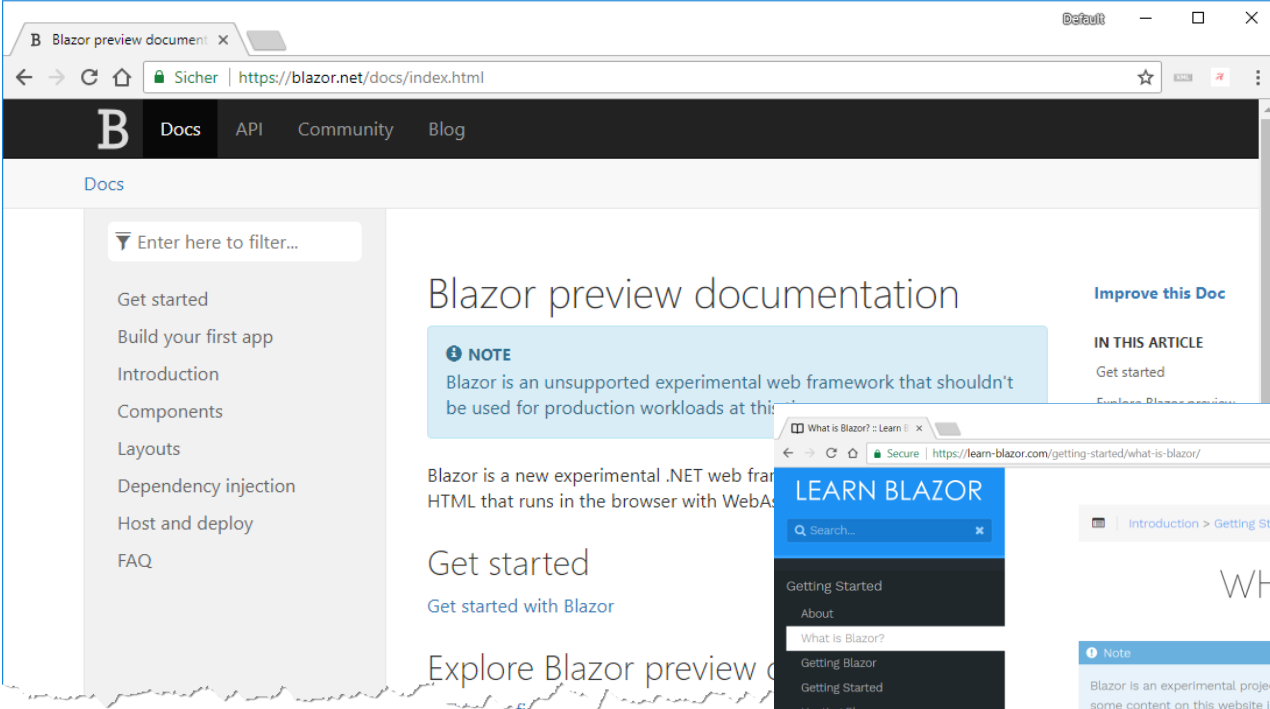 Default
B Blazor preview document
Sicher https://blazor.net/docs/index.html
B Docs API Community Blog
Docs
Enter here to filter...
Get started
Build your first app
Introduction
Components
Layouts
Dependency injection
Host and deploy
FAQ
Blazor preview documentation
NOTE
Blazor is an unsupported experimental web framework that shouldn't
be used for production workloads at this
Blazor is a new experimental .NET web
HTML that runs in the browser with
Get started
Get started with Blazor
Explore Blazor preview
Improve this Doc
IN THIS ARTICLE
Get started
Explore Blazor preview
What is Blazor? :: Learn B
Secure https://learn-blazor.com/getting-started/what-is-blazor/
LEARN BLAZOR
Search...
Getting Started
About
What is Blazor?
Getting Blazor
Getting Started
Introduction > Getting St
WH
Note
Blazor is an experimental proje
some content on this website i